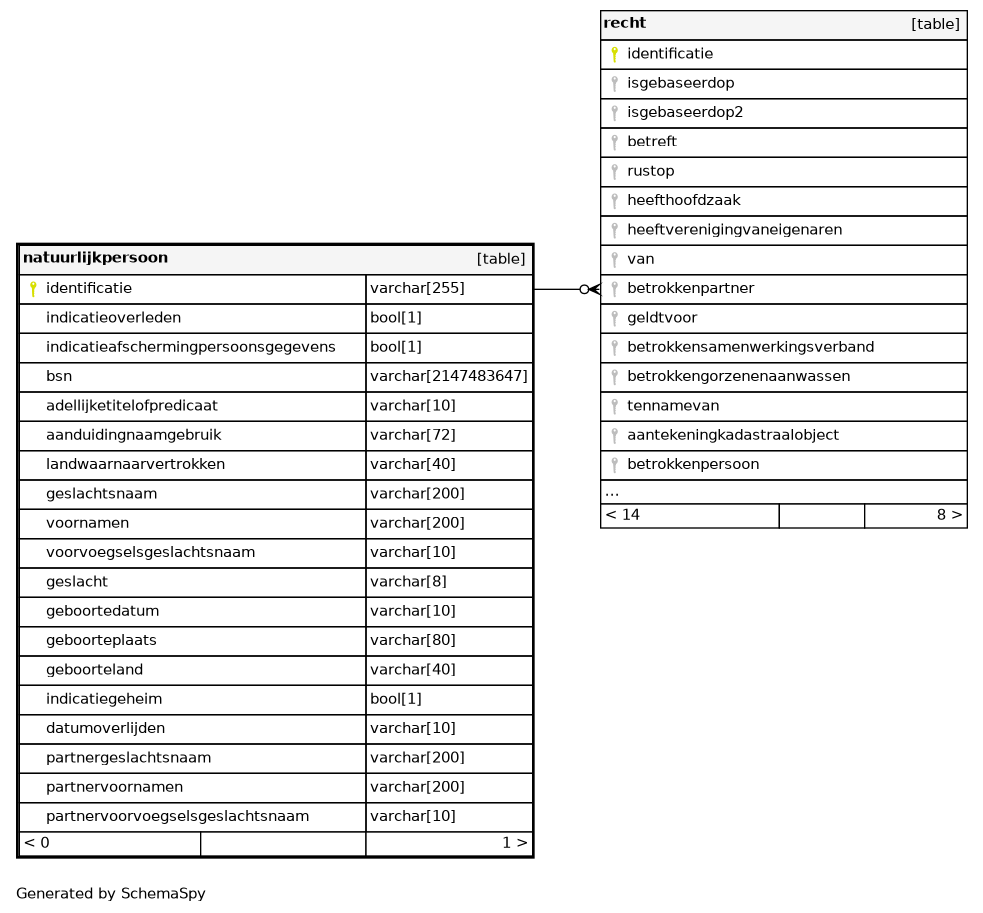 recht [table]
identificatie
isgebaseerdop
isgebaseerdop2
betreft
rustop
heefthoofdzaak
heeftverenigingvaneigenaren
van
betrokkenpartner
geldtvoor
betrokkensamenwerkingsverband
betrokkengorzenenaanwassen
tennamevan
aantekeningkadastraalobject
betrokkenpersoon
...
< 14 8 >
natuurlijkpersoon [table]
identificatie varchar[255]
indicatieoverleden bool[1]
indicatieafschermingpersoonsgegevens bool[1]
bsn varchar[2147483647]
adellijketitelofpredicaat varchar[10]
aanduidingnaamgebruik varchar[72]
landwaarnaarvertrokken varchar[40]
geslachtsnaam varchar[200]
voornamen varchar[200]
voorvoegselsgeslachtsnaam varchar[10]
geslacht varchar[8]
geboortedatum varchar[10]
geboorteplaats varchar[80]
geboorteland varchar[40]
indicatiegeheim bool[1]
datumoverlijden varchar[10]
partnergeslachtsnaam varchar[200]
partnervoornamen varchar[200]
partnervoorvoegselsgeslachtsnaam varchar[10]
< 0 1 >
Generated by SchemaSpy